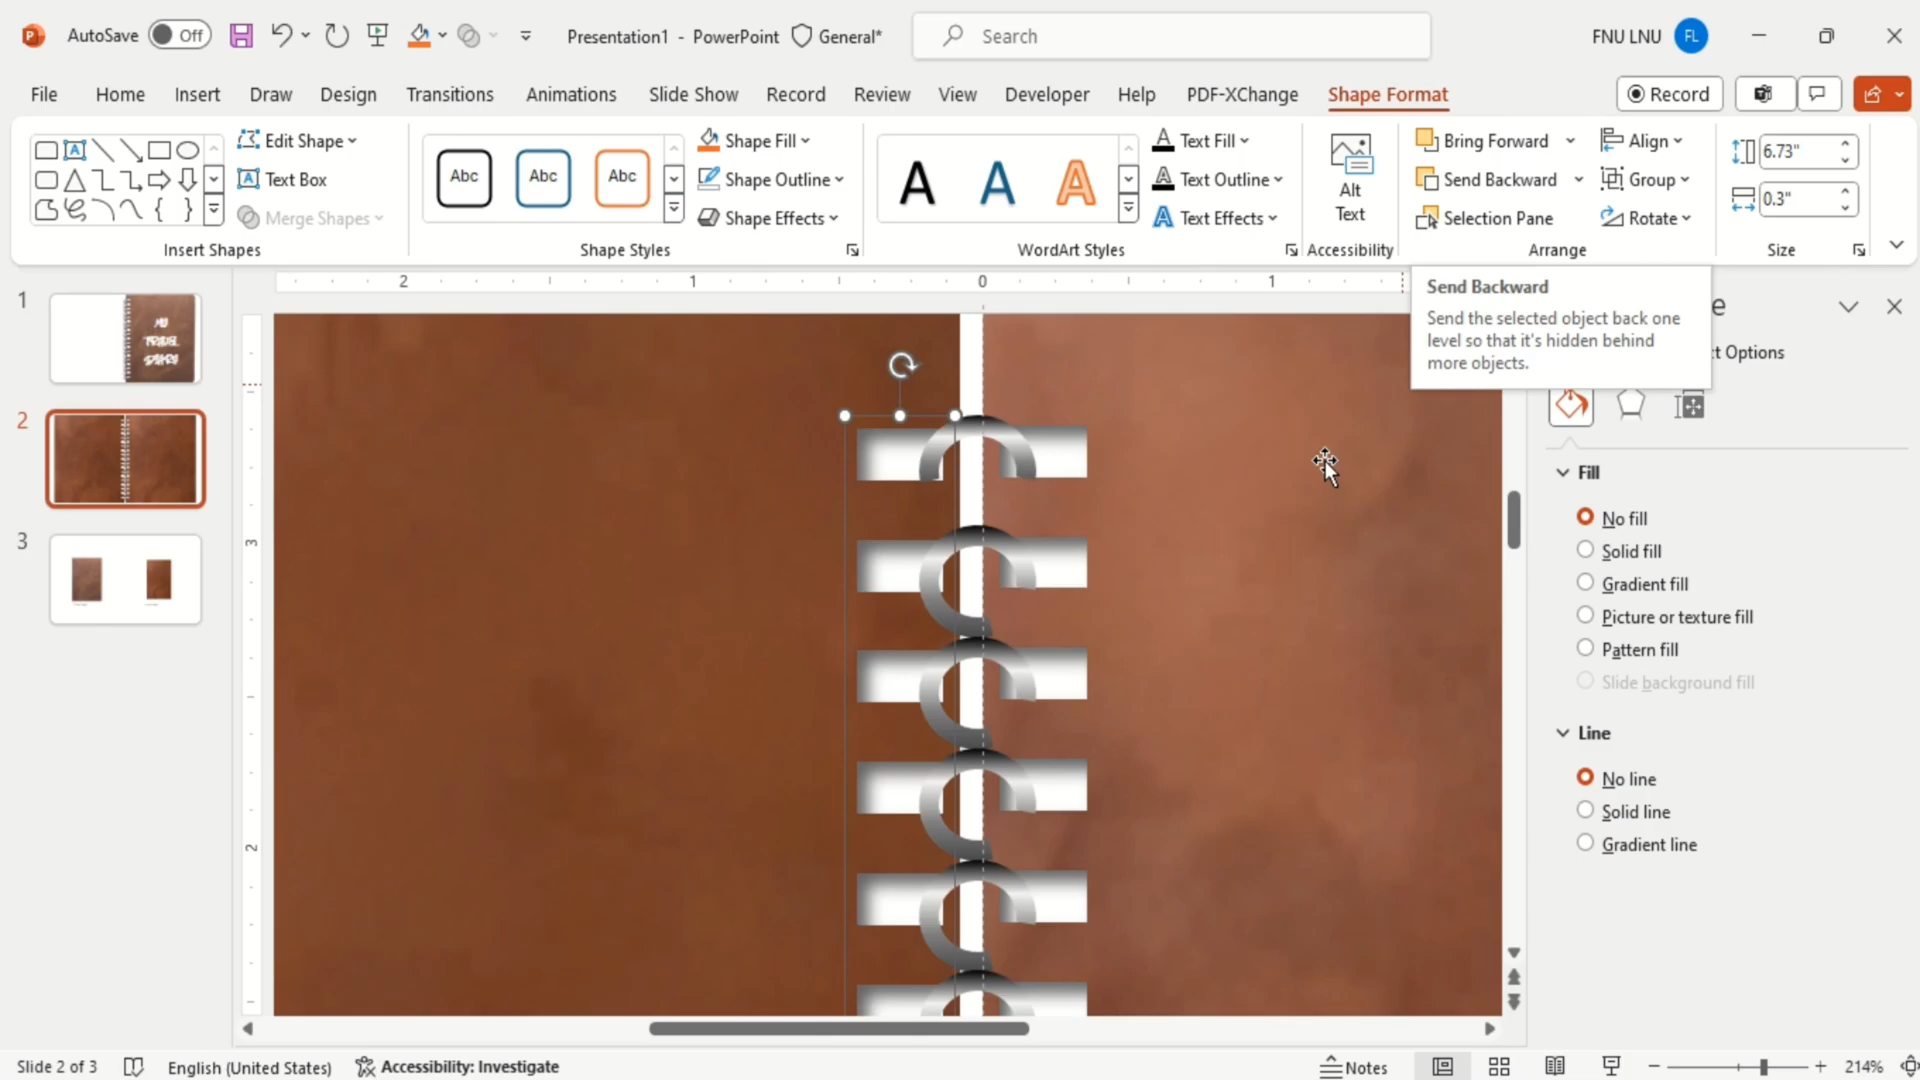 AutoSave Off Presentation1 - PowerPoint General* Search FNU LNU FL
File Home Insert Draw Design Transitions Animations Slide Show Record Review View Developer Help PDF-XChange Shape Format Record
Edit Shape
Text Box
Merge Shapes
Insert Shapes
Abc Abc Abc
Shape Fill
Shape Outline
Shape Effects
Shape Styles
A A A
Text Fill
Text Outline
Text Effects
WordArt Styles
Alt
Text
Accessibility
Bring Forward
Send Backward
Selection Pane
Align
Group
Rotate
Arrange
6.73"
0.3"
Size
Send Backward
Send the selected object back one
level so that it's hidden behind
more objects.
e
t Options
1
MY
TRAVEL
DIARY
2
3
2 1 0 1
3
2
Fill
No fill
Solid fill
Gradient fill
Picture or texture fill
Pattern fill
Slide background fill
Line
No line
Solid line
Gradient line
Slide 2 of 3 English (United States) Accessibility: Investigate Notes 214%